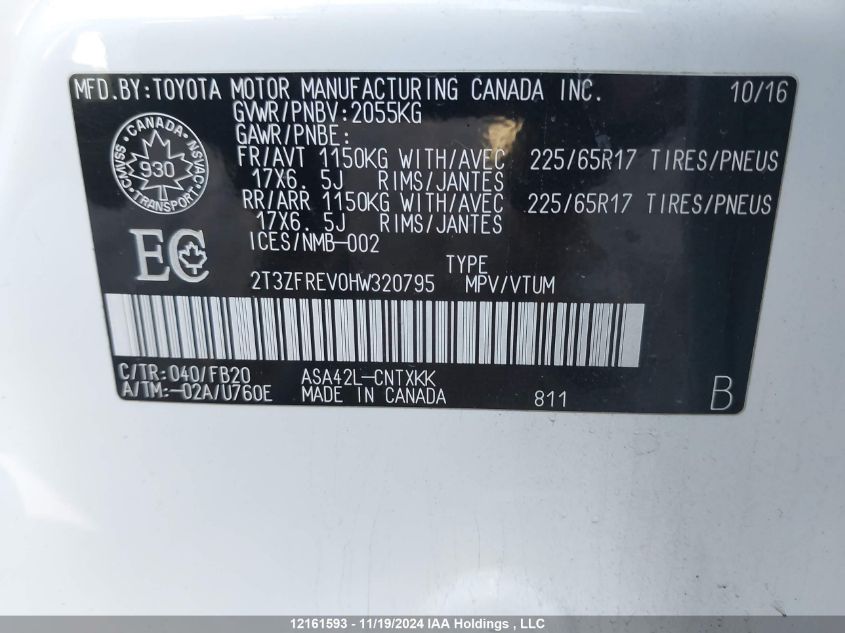 MFD.BY:TOYOTA MOTOR MANUFACTURING CANADA INC. 10/16
GVWR/PNBV:2055KG
GAWR/PNBE:
FR/AVT 1150KG WITH/AVEC 225/65R17 TIRES/PNEUS
17X6. 5J RIMS/JANTES
RR/ARR 1150KG WITH/AVEC 225/65R17 TIRES/PNEUS
17X6. 5J RIMS/JANTES
ICES/NMB-002
CANADA
CMVSS
930
NSVAC
TRANSPORT
EC
TYPE
2T3ZFREV0HW320795 MPV/VTUM
C/TR:040/FB20 ASA42L-CNTXKK
A/TM:-02A/U760E MADE IN CANADA 811 B
12161593 - 11/19/2024 IAA Holdings , LLC